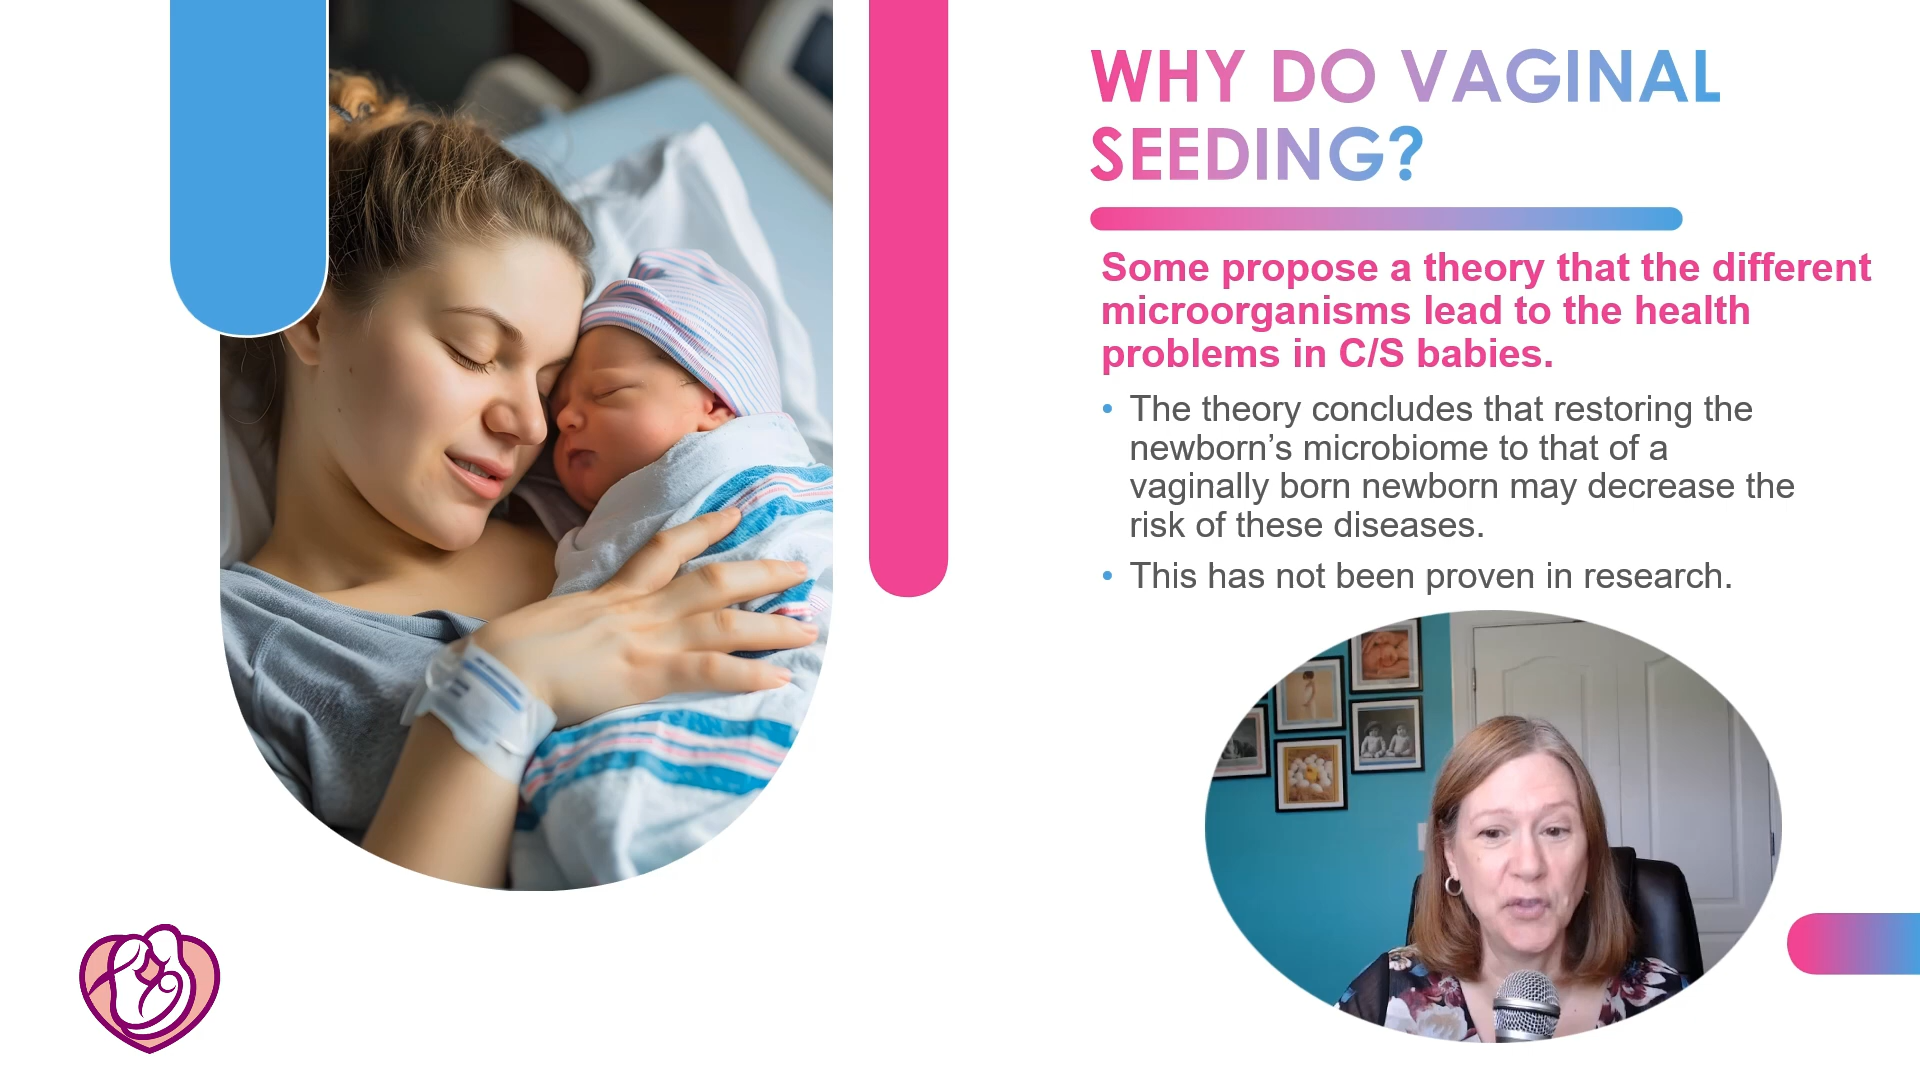 WHY DO VAGINAL
SEEDING?
Some propose a theory that the different
microorganisms lead to the health
problems in C/S babies.
• The theory concludes that restoring the
newborn’s microbiome to that of a
vaginally born newborn may decrease the
risk of these diseases.
• This has not been proven in research.